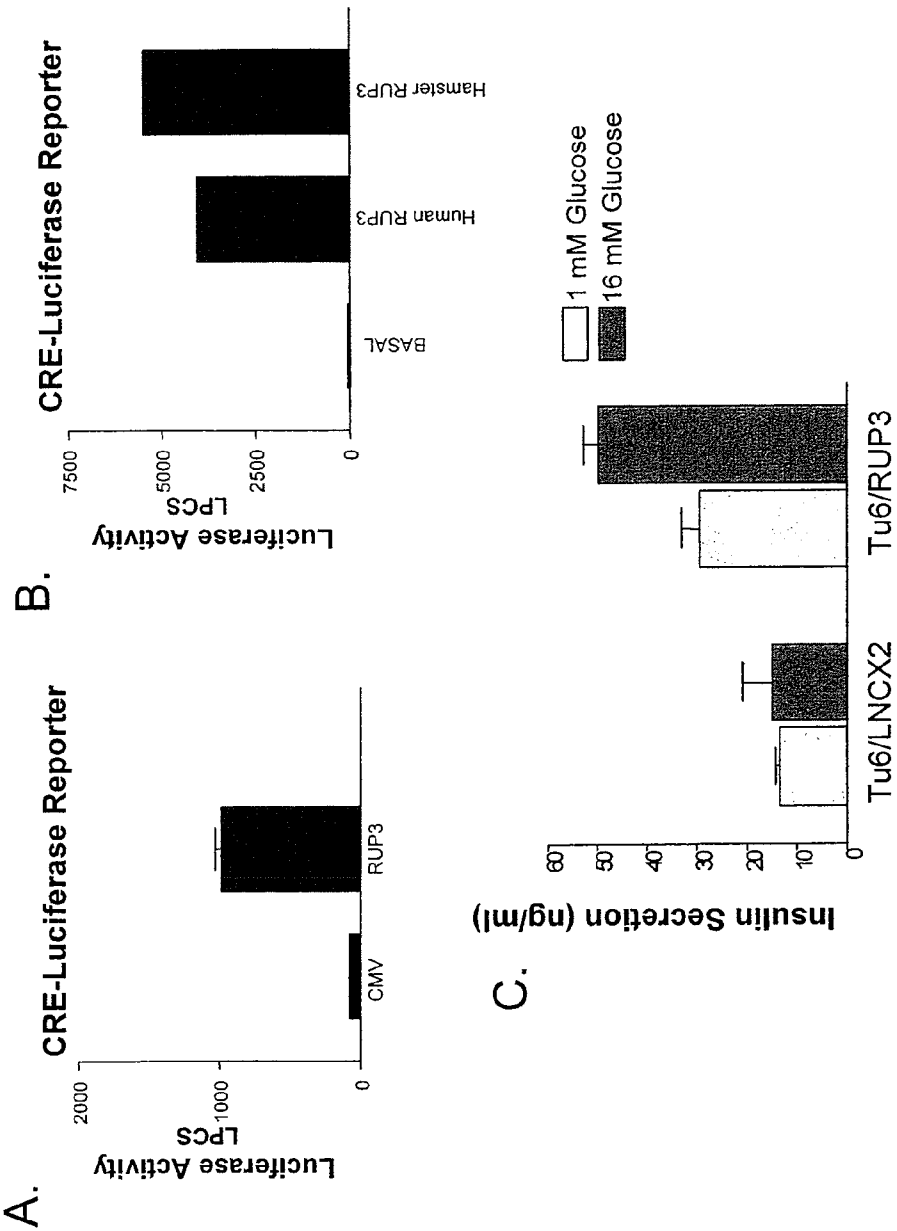 A.
CRE-Luciferase Reporter
Luciferase Activity
LPCS
2000
1000
0
CMV
RUP3
B.
CRE-Luciferase Reporter
Luciferase Activity
LPCS
7500
5000
2500
0
BASAL
Human RUP3
Hamster RUP3
C.
Insulin Secretion (ng/ml)
60
50
40
30
20
10
0
Tu6/LNCX2
Tu6/RUP3
1 mM Glucose
16 mM Glucose